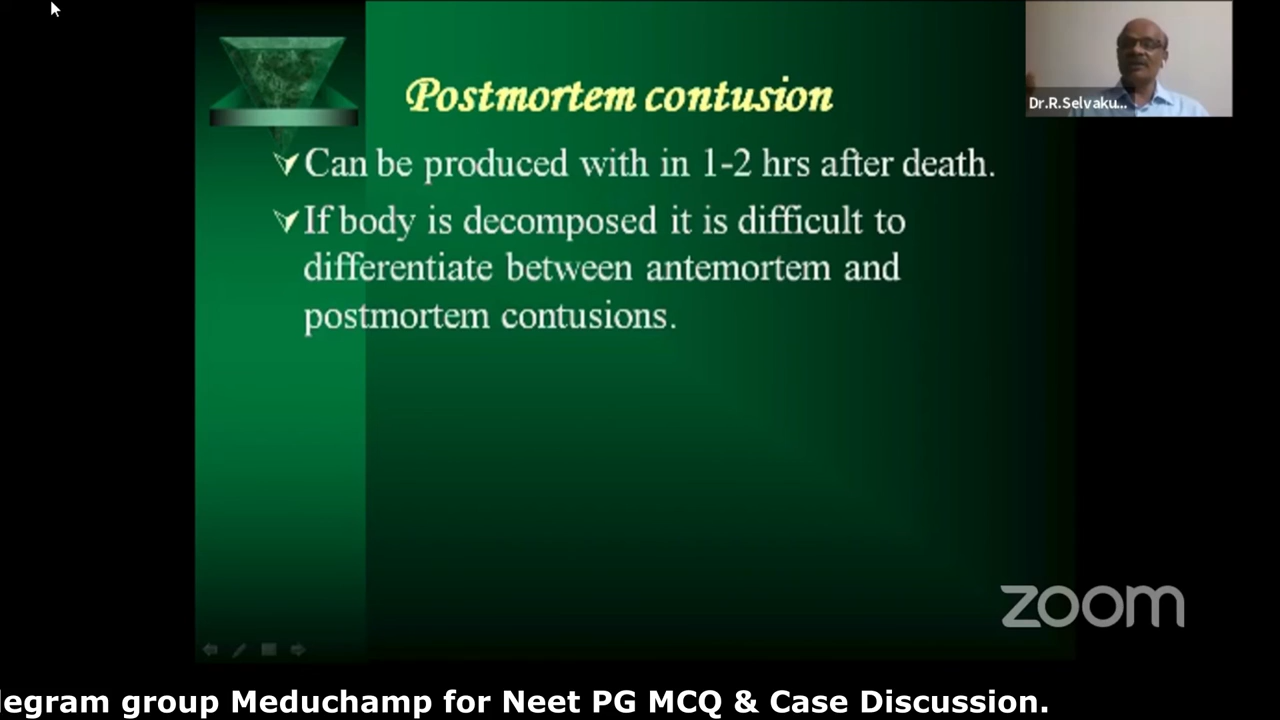 Postmortem contusion
Can be produced with in 1-2 hrs after death.
If body is decomposed it is difficult to
differentiate between antemortem and
postmortem contusions.
Dr.R.Selvaku...
zoom
legram group Meduchamp for Neet PG MCQ & Case Discussion.